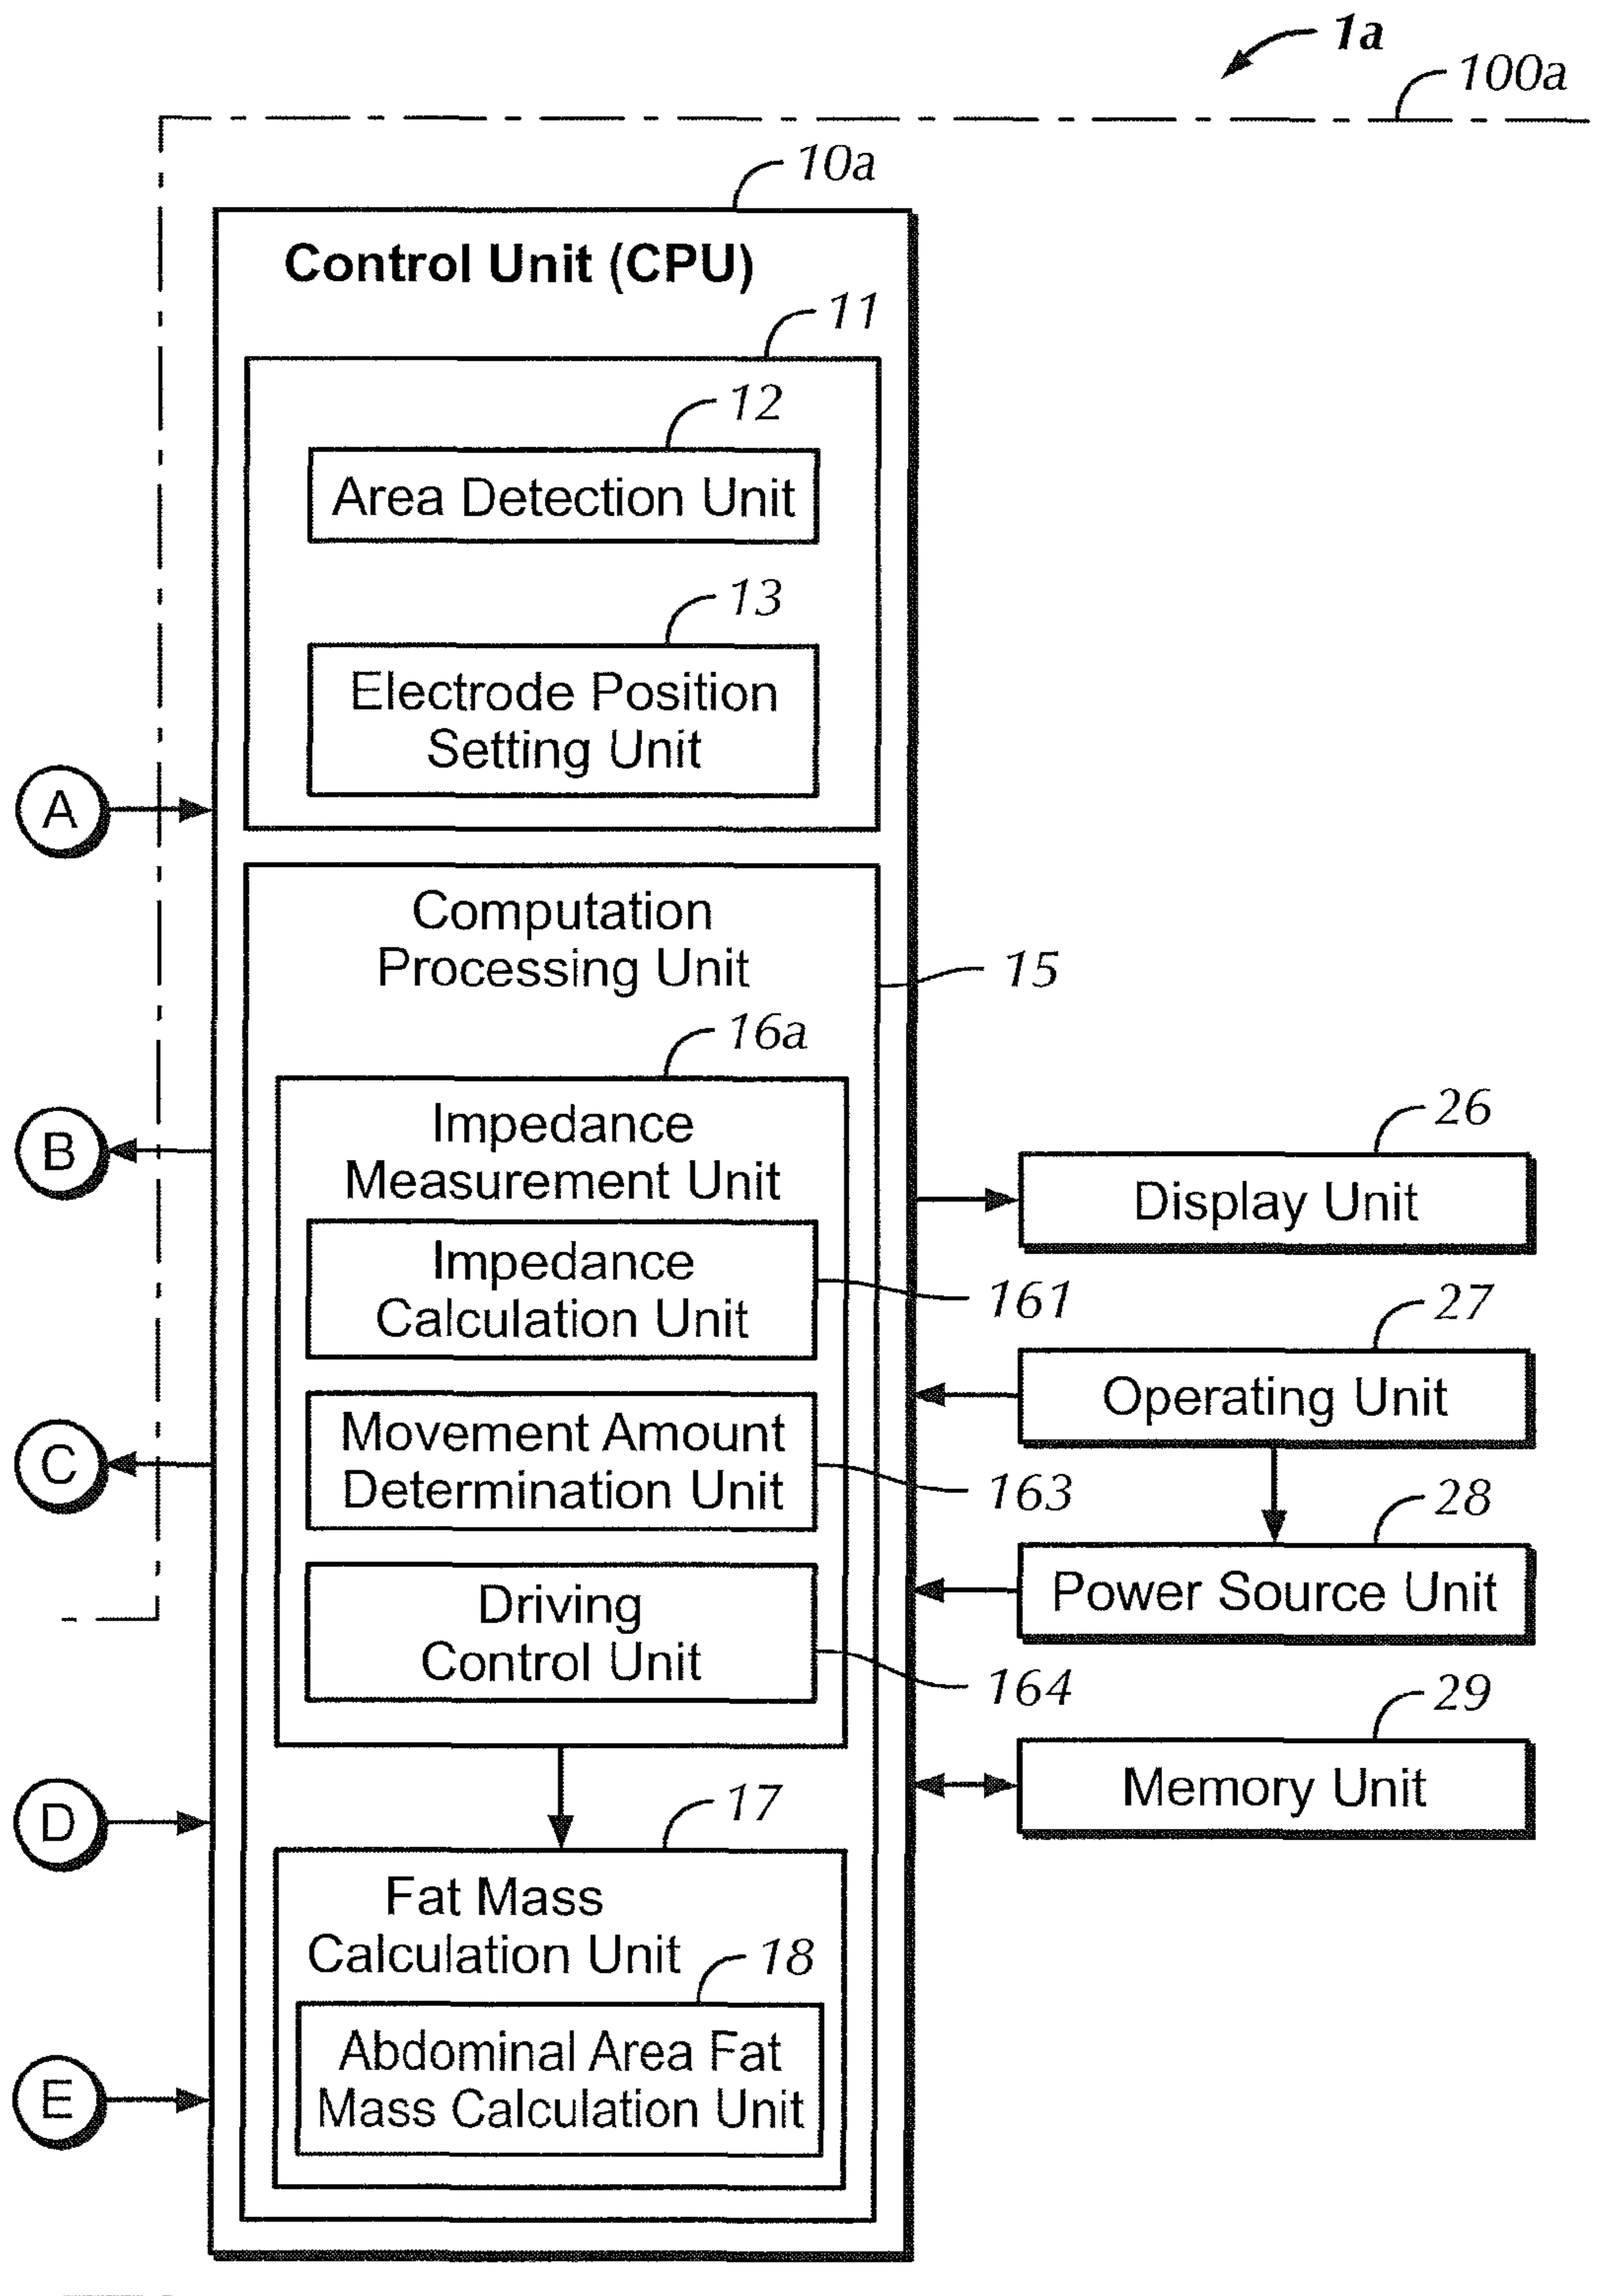 1a
100a
10a
Control Unit (CPU)
11
12
Area Detection Unit
13
Electrode Position
Setting Unit
A
Computation
Processing Unit
15
16a
Impedance
Measurement Unit
B
26
Display Unit
Impedance
Calculation Unit
161
27
Operating Unit
C
Movement Amount
Determination Unit
163
28
Power Source Unit
Driving
Control Unit
164
29
Memory Unit
D
17
Fat Mass
Calculation Unit
18
Abdominal Area Fat
Mass Calculation Unit
E